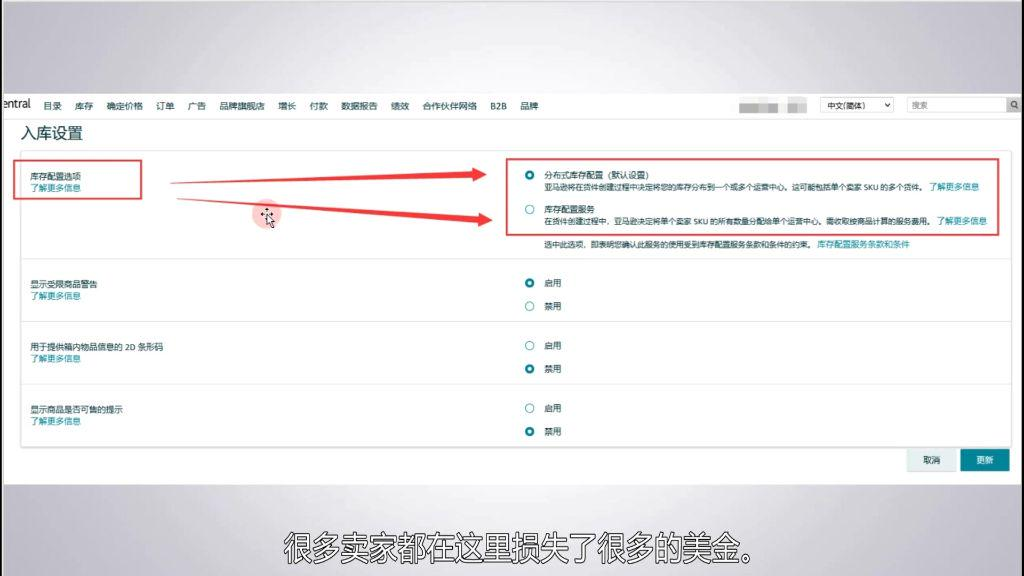 entral 目录 库存 确定价格 订单 广告 品牌旗舰店 增长 付款 数据报告 绩效 合作伙伴网络 B2B 品牌 中文(简体) 搜索
入库设置
库存配置选项
了解更多信息
分布式库存配置（默认设置）
亚马逊将在货件创建过程中决定将您的库存分布到一个或多个运营中心。这可能包括单个卖家 SKU 的多个货件。 了解更多信息
库存配置服务
在货件创建过程中，亚马逊决定将单个卖家 SKU 的所有数量分配给单个运营中心。需收取按商品计算的服务费用。 了解更多信息
选中此选项，即表明您确认此服务的使用受到库存配置服务条款和条件的约束。 库存配置服务条款和条件
显示受限商品警告
了解更多信息
启用
禁用
用于提供箱内物品信息的 2D 条形码
了解更多信息
启用
禁用
显示商品是否可售的提示
了解更多信息
启用
禁用
取消 更新
很多卖家都在这里损失了很多的美金。